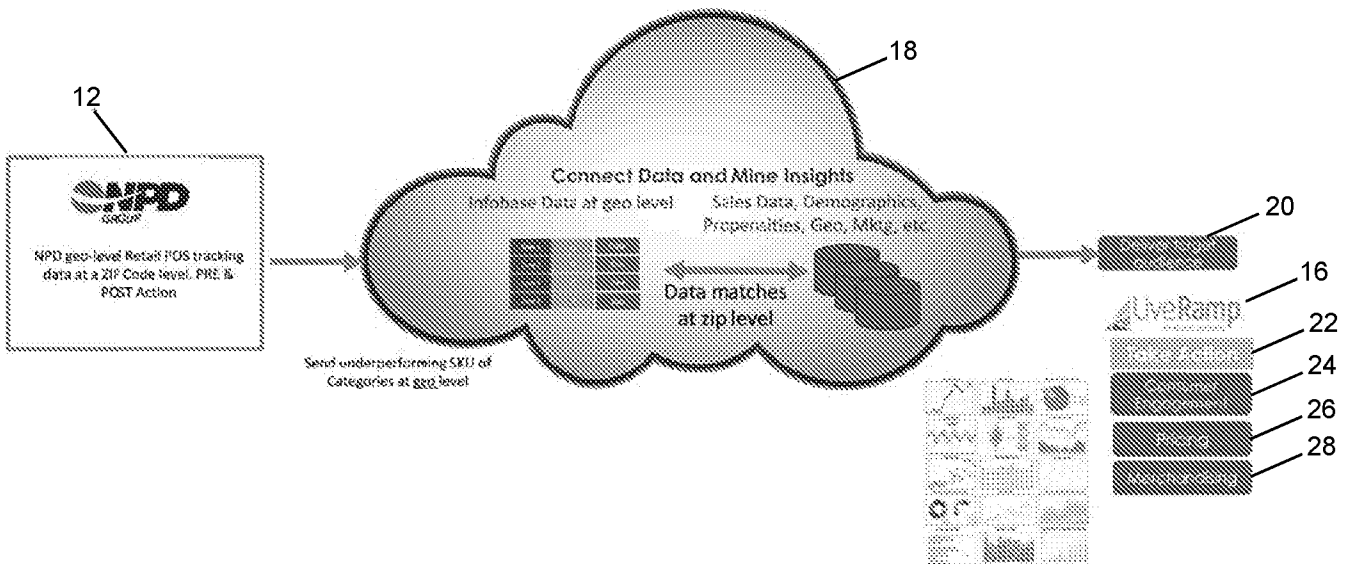 12
18
NPD
GROUP
NPD geo-level Retail POS tracking
data at a ZIP Code level. PRE &
POST Action
Connect Data and Mine Insights
Infobase Data at geo level
Sales Data, Demographics,
Propensities, Geo, Mktg, etc.
Data matches
at zip level
Send underperforming SKU of
Categories at geo level
20
16
LiveRamp
22
24
26
Pricing
28